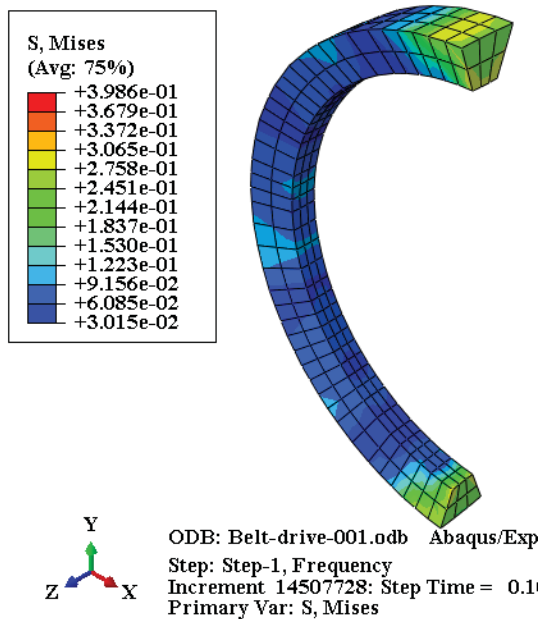 S, Mises
(Avg: 75%)
+3.986e-01
+3.679e-01
+3.372e-01
+3.065e-01
+2.758e-01
+2.451e-01
+2.144e-01
+1.837e-01
+1.530e-01
+1.223e-01
+9.156e-02
+6.085e-02
+3.015e-02
Y
Z X
ODB: Belt-drive-001.odb Abaqus/Exp
Step: Step-1, Frequency
Increment 14507728: Step Time = 0.10
Primary Var: S, Mises